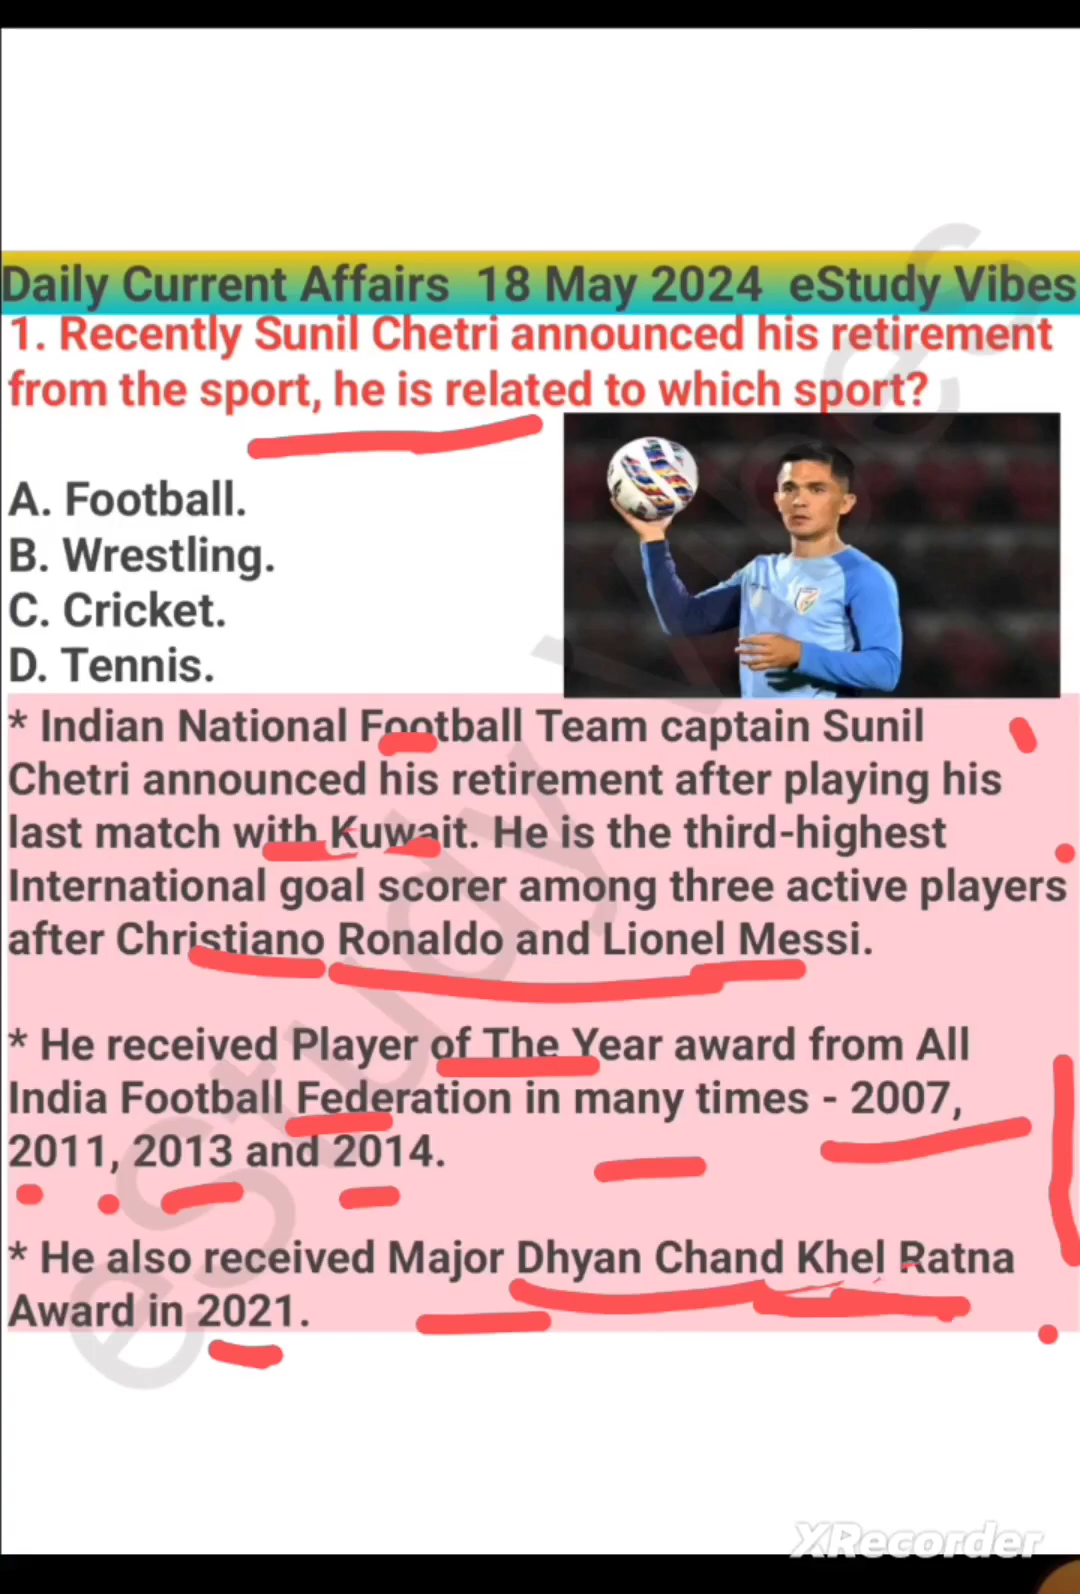 Daily Current Affairs 18 May 2024 eStudy Vibes
1. Recently Sunil Chetri announced his retirement
from the sport, he is related to which sport?
A. Football.
B. Wrestling.
C. Cricket.
D. Tennis.
* Indian National Football Team captain Sunil
Chetri announced his retirement after playing his
last match with Kuwait. He is the third-highest
International goal scorer among three active players
after Christiano Ronaldo and Lionel Messi.
* He received Player of The Year award from All
India Football Federation in many times - 2007,
2011, 2013 and 2014.
* He also received Major Dhyan Chand Khel Ratna
Award in 2021.
eStudy Vibes
XRecorder